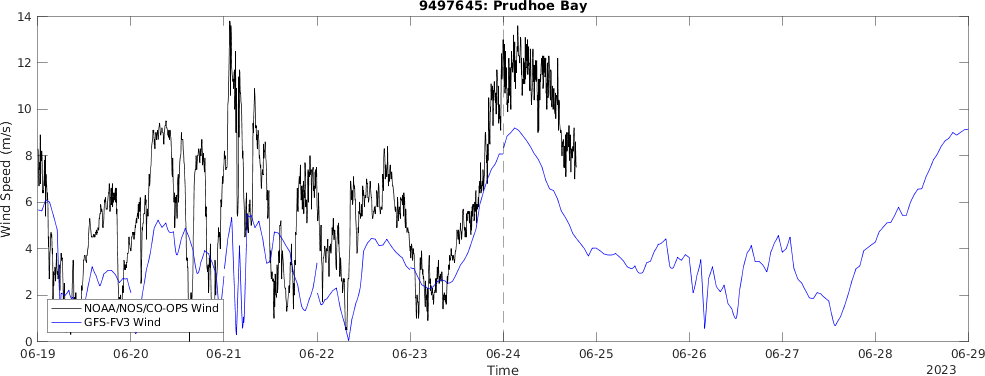 9497645: Prudhoe Bay
14
12
10
8
6
4
2
0
Wind Speed (m/s)
NOAA/NOS/CO-OPS Wind
GFS-FV3 Wind
06-19 06-20 06-21 06-22 06-23 06-24 06-25 06-26 06-27 06-28 06-29
Time
2023